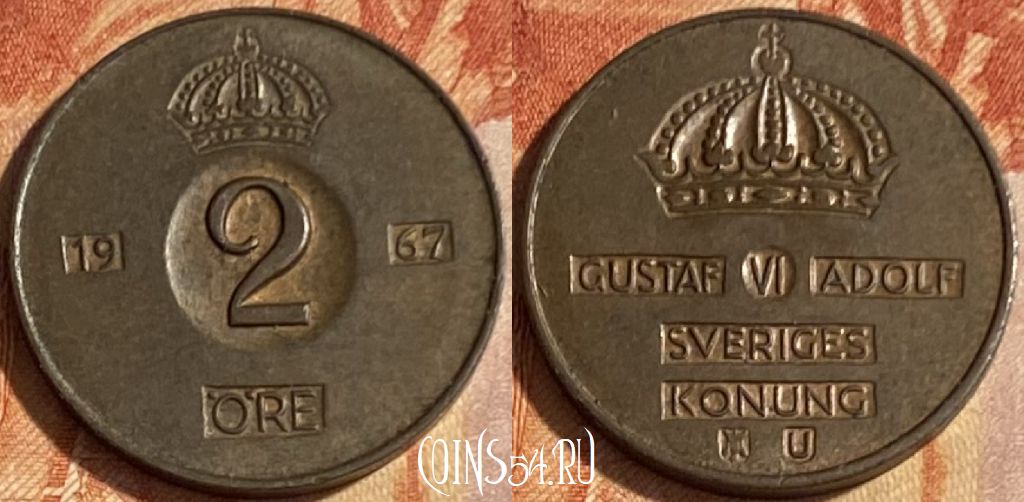 2
19 67
ÖRE
GUSTAF VI ADOLF
SVERIGES
KONUNG
U
COINS54.RU